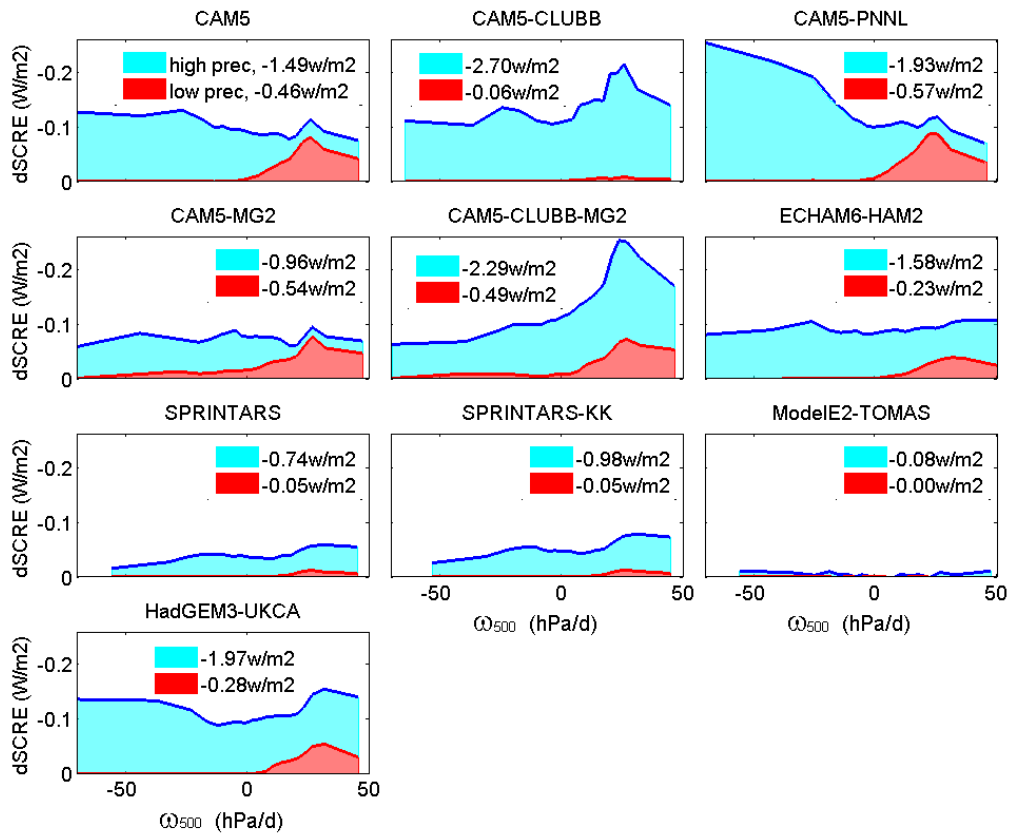 CAM5
CAM5-CLUBB
CAM5-PNNL
dSCRE (W/m2)
-0.2
-0.1
0
high prec, -1.49w/m2
low prec, -0.46w/m2
-2.70w/m2
-0.06w/m2
-1.93w/m2
-0.57w/m2
CAM5-MG2
CAM5-CLUBB-MG2
ECHAM6-HAM2
dSCRE (W/m2)
-0.2
-0.1
0
-0.96w/m2
-0.54w/m2
-2.29w/m2
-0.49w/m2
-1.58w/m2
-0.23w/m2
SPRINTARS
SPRINTARS-KK
ModelE2-TOMAS
dSCRE (W/m2)
-0.2
-0.1
0
-0.74w/m2
-0.05w/m2
-0.98w/m2
-0.05w/m2
-0.08w/m2
-0.00w/m2
-50 0 50
-50 0 50
ω500 (hPa/d)
ω500 (hPa/d)
HadGEM3-UKCA
dSCRE (W/m2)
-0.2
-0.1
0
-1.97w/m2
-0.28w/m2
-50 0 50
ω500 (hPa/d)